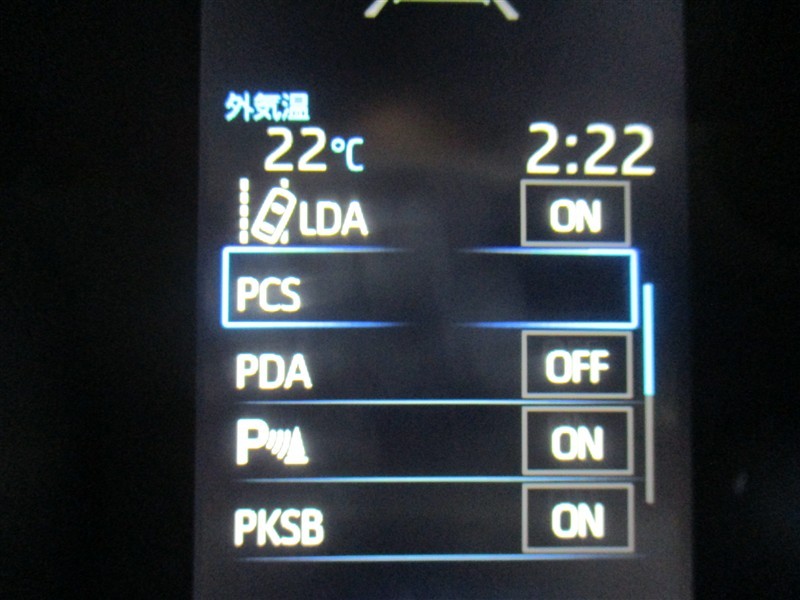 外気温
22℃ 2:22
LDA ON
PCS
PDA OFF
P ON
PKSB ON